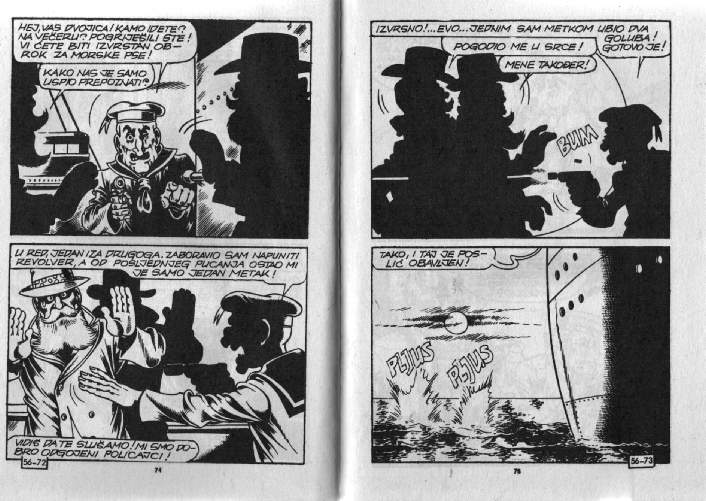 HEJ, VAS DVOJICA! KAMO IDETE?
NA VEČERU? POGRIJEŠILI STE!
VI ĆETE BITI IZVRSTAN OB-
ROK ZA MORSKE PSE!
KAKO NAS JE SAMO
USPIO PREPOZNATI?
U RED, JEDAN IZA DRUGOGA. ZABORAVIO SAM NAPUNITI
REVOLVER, A OD POSLJEDNJEG PUCANJA OSTAO MI
JE SAMO JEDAN METAK!
VIDIŠ DA TE SLUŠAMO! MI SMO DO-
BRO ODGOJENI POLICAJCI!
56-72
74
IZVRSNO!...EVO...JEDNIM SAM METKOM UBIO DVA
GOLUBA!
GOTOVO JE!
POGODIO ME U SRCE!
MENE TAKOĐER!
BUM
TAKO, I TAJ JE POS-
LIĆ OBAVLJEN!
PLJUS
PLJUS
56-73
75